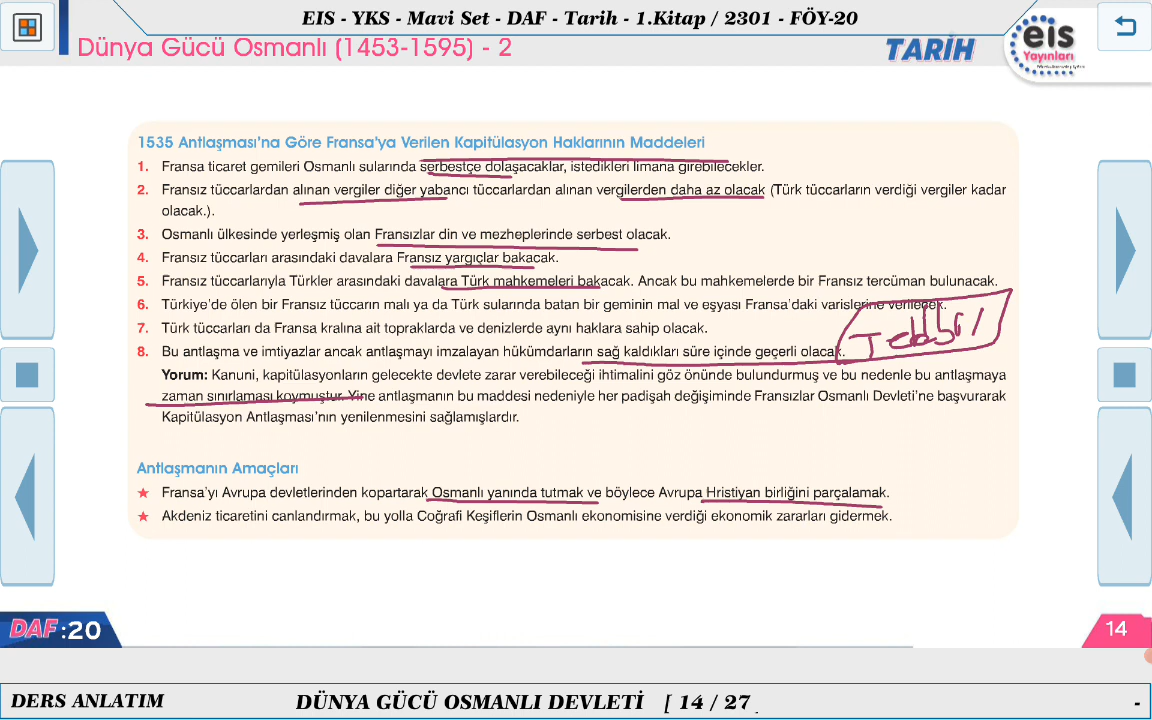 EIS - YKS - Mavi Set - DAF - Tarih - 1.Kitap / 2301 - FÖY-20
Dünya Gücü Osmanlı (1453-1595) - 2
TARİH
eis
Yayınları
1535 Antlaşması'na Göre Fransa'ya Verilen Kapitülasyon Haklarının Maddeleri
1. Fransa ticaret gemileri Osmanlı sularında serbestçe dolaşacaklar, istedikleri limana girebilecekler.
2. Fransız tüccarlardan alınan vergiler diğer yabancı tüccarlardan alınan vergilerden daha az olacak (Türk tüccarların verdiği vergiler kadar
olacak.).
3. Osmanlı ülkesinde yerleşmiş olan Fransızlar din ve mezheplerinde serbest olacak.
4. Fransız tüccarları arasındaki davalara Fransız yargıçlar bakacak.
5. Fransız tüccarlarıyla Türkler arasındaki davalara Türk mahkemeleri bakacak. Ancak bu mahkemelerde bir Fransız tercüman bulunacak.
6. Türkiye'de ölen bir Fransız tüccarın malı ya da Türk sularında batan bir geminin mal ve eşyası Fransa'daki varislerine verilecek.
7. Türk tüccarları da Fransa kralına ait topraklarda ve denizlerde aynı haklara sahip olacak.
8. Bu antlaşma ve imtiyazlar ancak antlaşmayı imzalayan hükümdarların sağ kaldıkları süre içinde geçerli olacak.
Yorum: Kanuni, kapitülasyonların gelecekte devlete zarar verebileceği ihtimalini göz önünde bulundurmuş ve bu nedenle bu antlaşmaya
zaman sınırlaması koymuştur. Yine antlaşmanın bu maddesi nedeniyle her padişah değişiminde Fransızlar Osmanlı Devleti'ne başvurarak
Kapitülasyon Antlaşması'nın yenilenmesini sağlamışlardır.
Antlaşmanın Amaçları
★ Fransa'yı Avrupa devletlerinden kopartarak Osmanlı yanında tutmak ve böylece Avrupa Hristiyan birliğini parçalamak.
★ Akdeniz ticaretini canlandırmak, bu yolla Coğrafi Keşiflerin Osmanlı ekonomisine verdiği ekonomik zararları gidermek.
DAF :20
14
DERS ANLATIM
DÜNYA GÜCÜ OSMANLI DEVLETİ [ 14 / 27
-